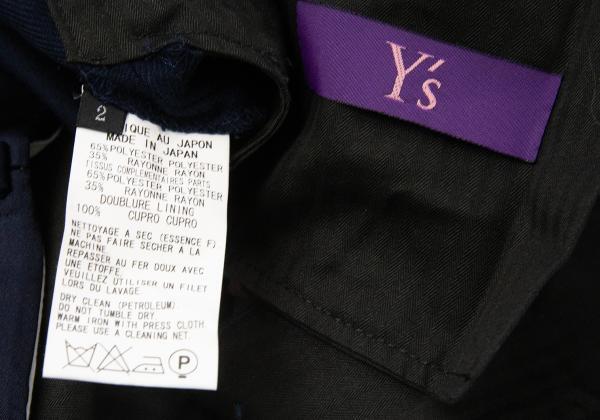 Y's
2
IQUE AU JAPON
MADE IN JAPAN
65%POLYESTER POLYESTER
35% RAYONNE RAYON
TISSUS COMPLEMENTAIRES PARTS
65%POLYESTER POLYESTER
35% RAYONNE RAYON
DOUBLURE LINING
100% CUPRO CUPRO
NETTOYAGE A SEC (ESSENCE F)
NE PAS FAIRE SECHER A LA
MACHINE
REPASSER AU FER DOUX AVEC
UNE ETOFFE.
VEUILLEZ UTILISER UN FILET
LORS DU LAVAGE.
DRY CLEAN (PETROLEUM)
DO NOT TUMBLE DRY
WARM IRON WITH PRESS CLOTH.
PLEASE USE A CLEANING NET.
P